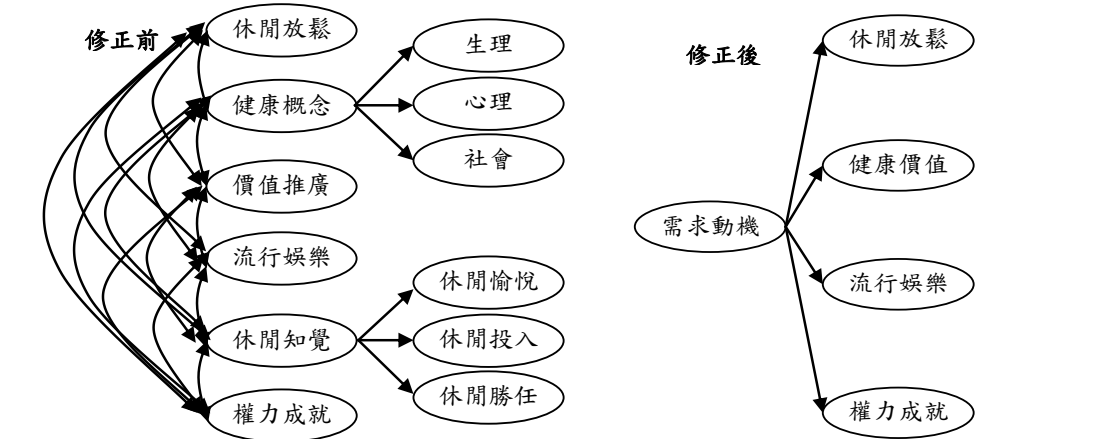 修正前
休閒放鬆
健康概念
價值推廣
流行娛樂
休閒知覺
權力成就
生理
心理
社會
休閒愉悅
休閒投入
休閒勝任
修正後
需求動機
休閒放鬆
健康價值
流行娛樂
權力成就